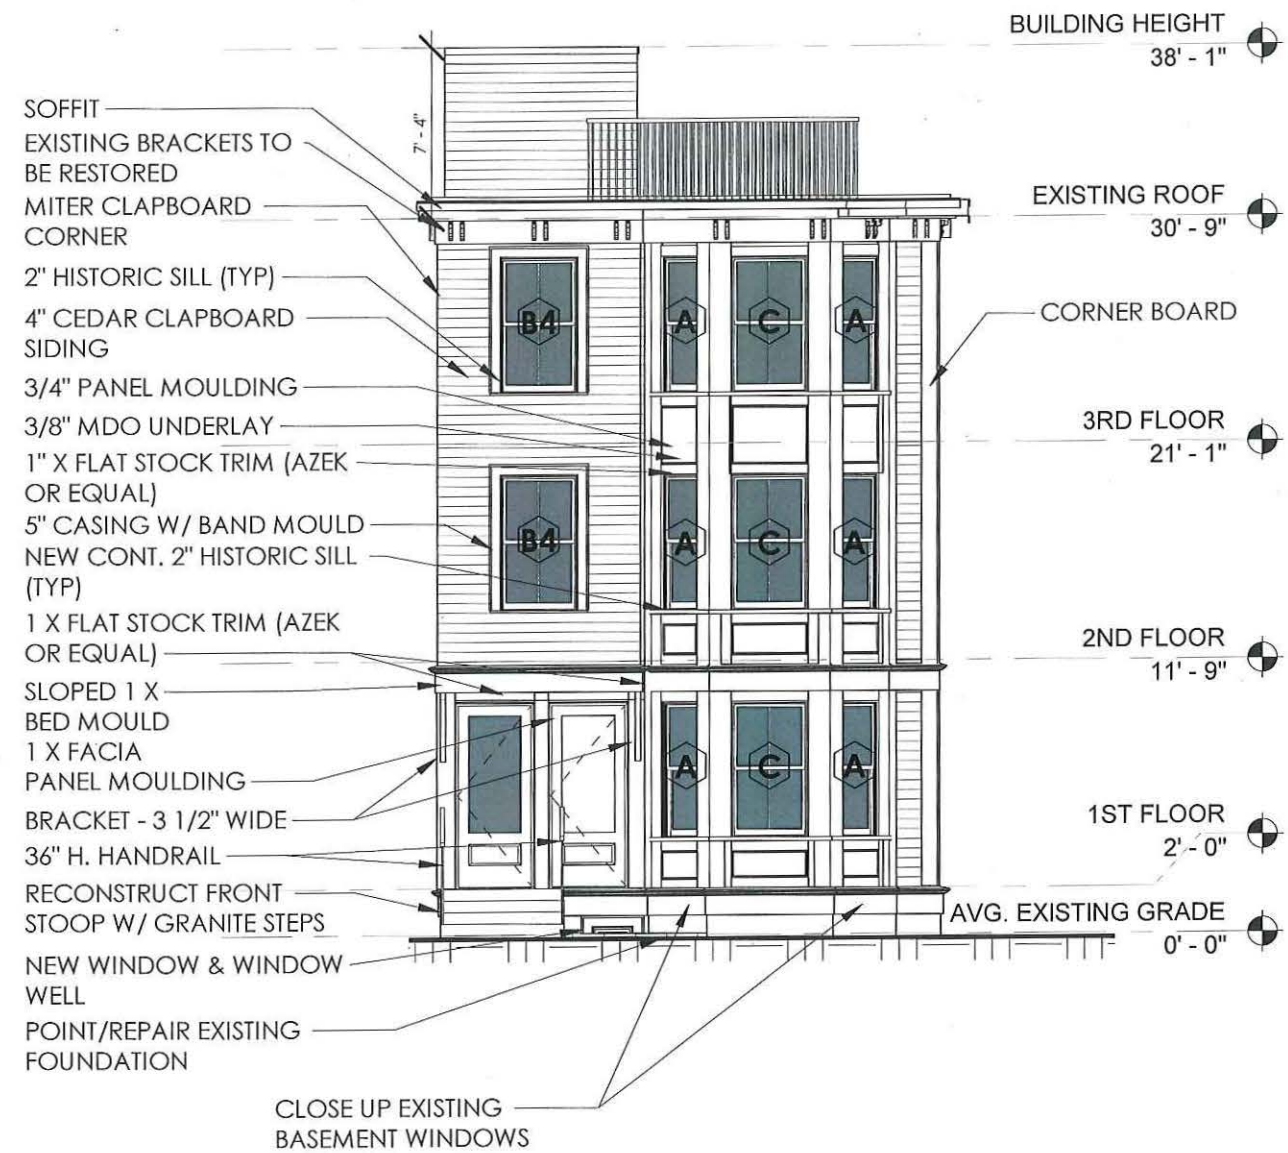 BUILDING HEIGHT
38' - 1"
SOFFIT
EXISTING BRACKETS TO
BE RESTORED
7' - 4"
MITER CLAPBOARD
CORNER
EXISTING ROOF
30' - 9"
2" HISTORIC SILL (TYP)
4" CEDAR CLAPBOARD
SIDING
B4
A
C
A
CORNER BOARD
3/4" PANEL MOULDING
3/8" MDO UNDERLAY
1" X FLAT STOCK TRIM (AZEK
OR EQUAL)
3RD FLOOR
21' - 1"
5" CASING W/ BAND MOULD
NEW CONT. 2" HISTORIC SILL
(TYP)
B4
A
C
A
1 X FLAT STOCK TRIM (AZEK
OR EQUAL)
2ND FLOOR
11' - 9"
SLOPED 1 X
BED MOULD
1 X FACIA
PANEL MOULDING
A
C
A
BRACKET - 3 1/2" WIDE
36" H. HANDRAIL
1ST FLOOR
2' - 0"
RECONSTRUCT FRONT
STOOP W/ GRANITE STEPS
AVG. EXISTING GRADE
0' - 0"
NEW WINDOW & WINDOW
WELL
POINT/REPAIR EXISTING
FOUNDATION
CLOSE UP EXISTING
BASEMENT WINDOWS